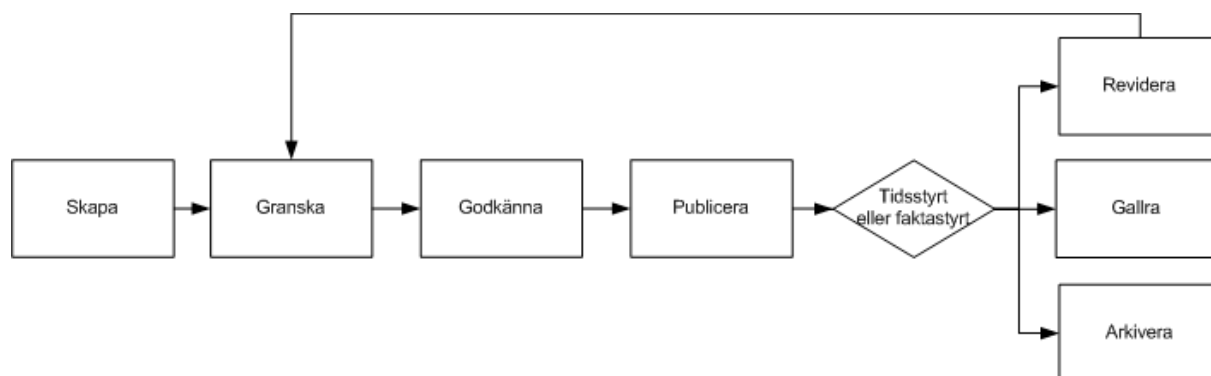 Revidera
Skapa
Granska
Godkänna
Publicera
Tidsstyrt
eller faktastyrt
Gallra
Arkivera